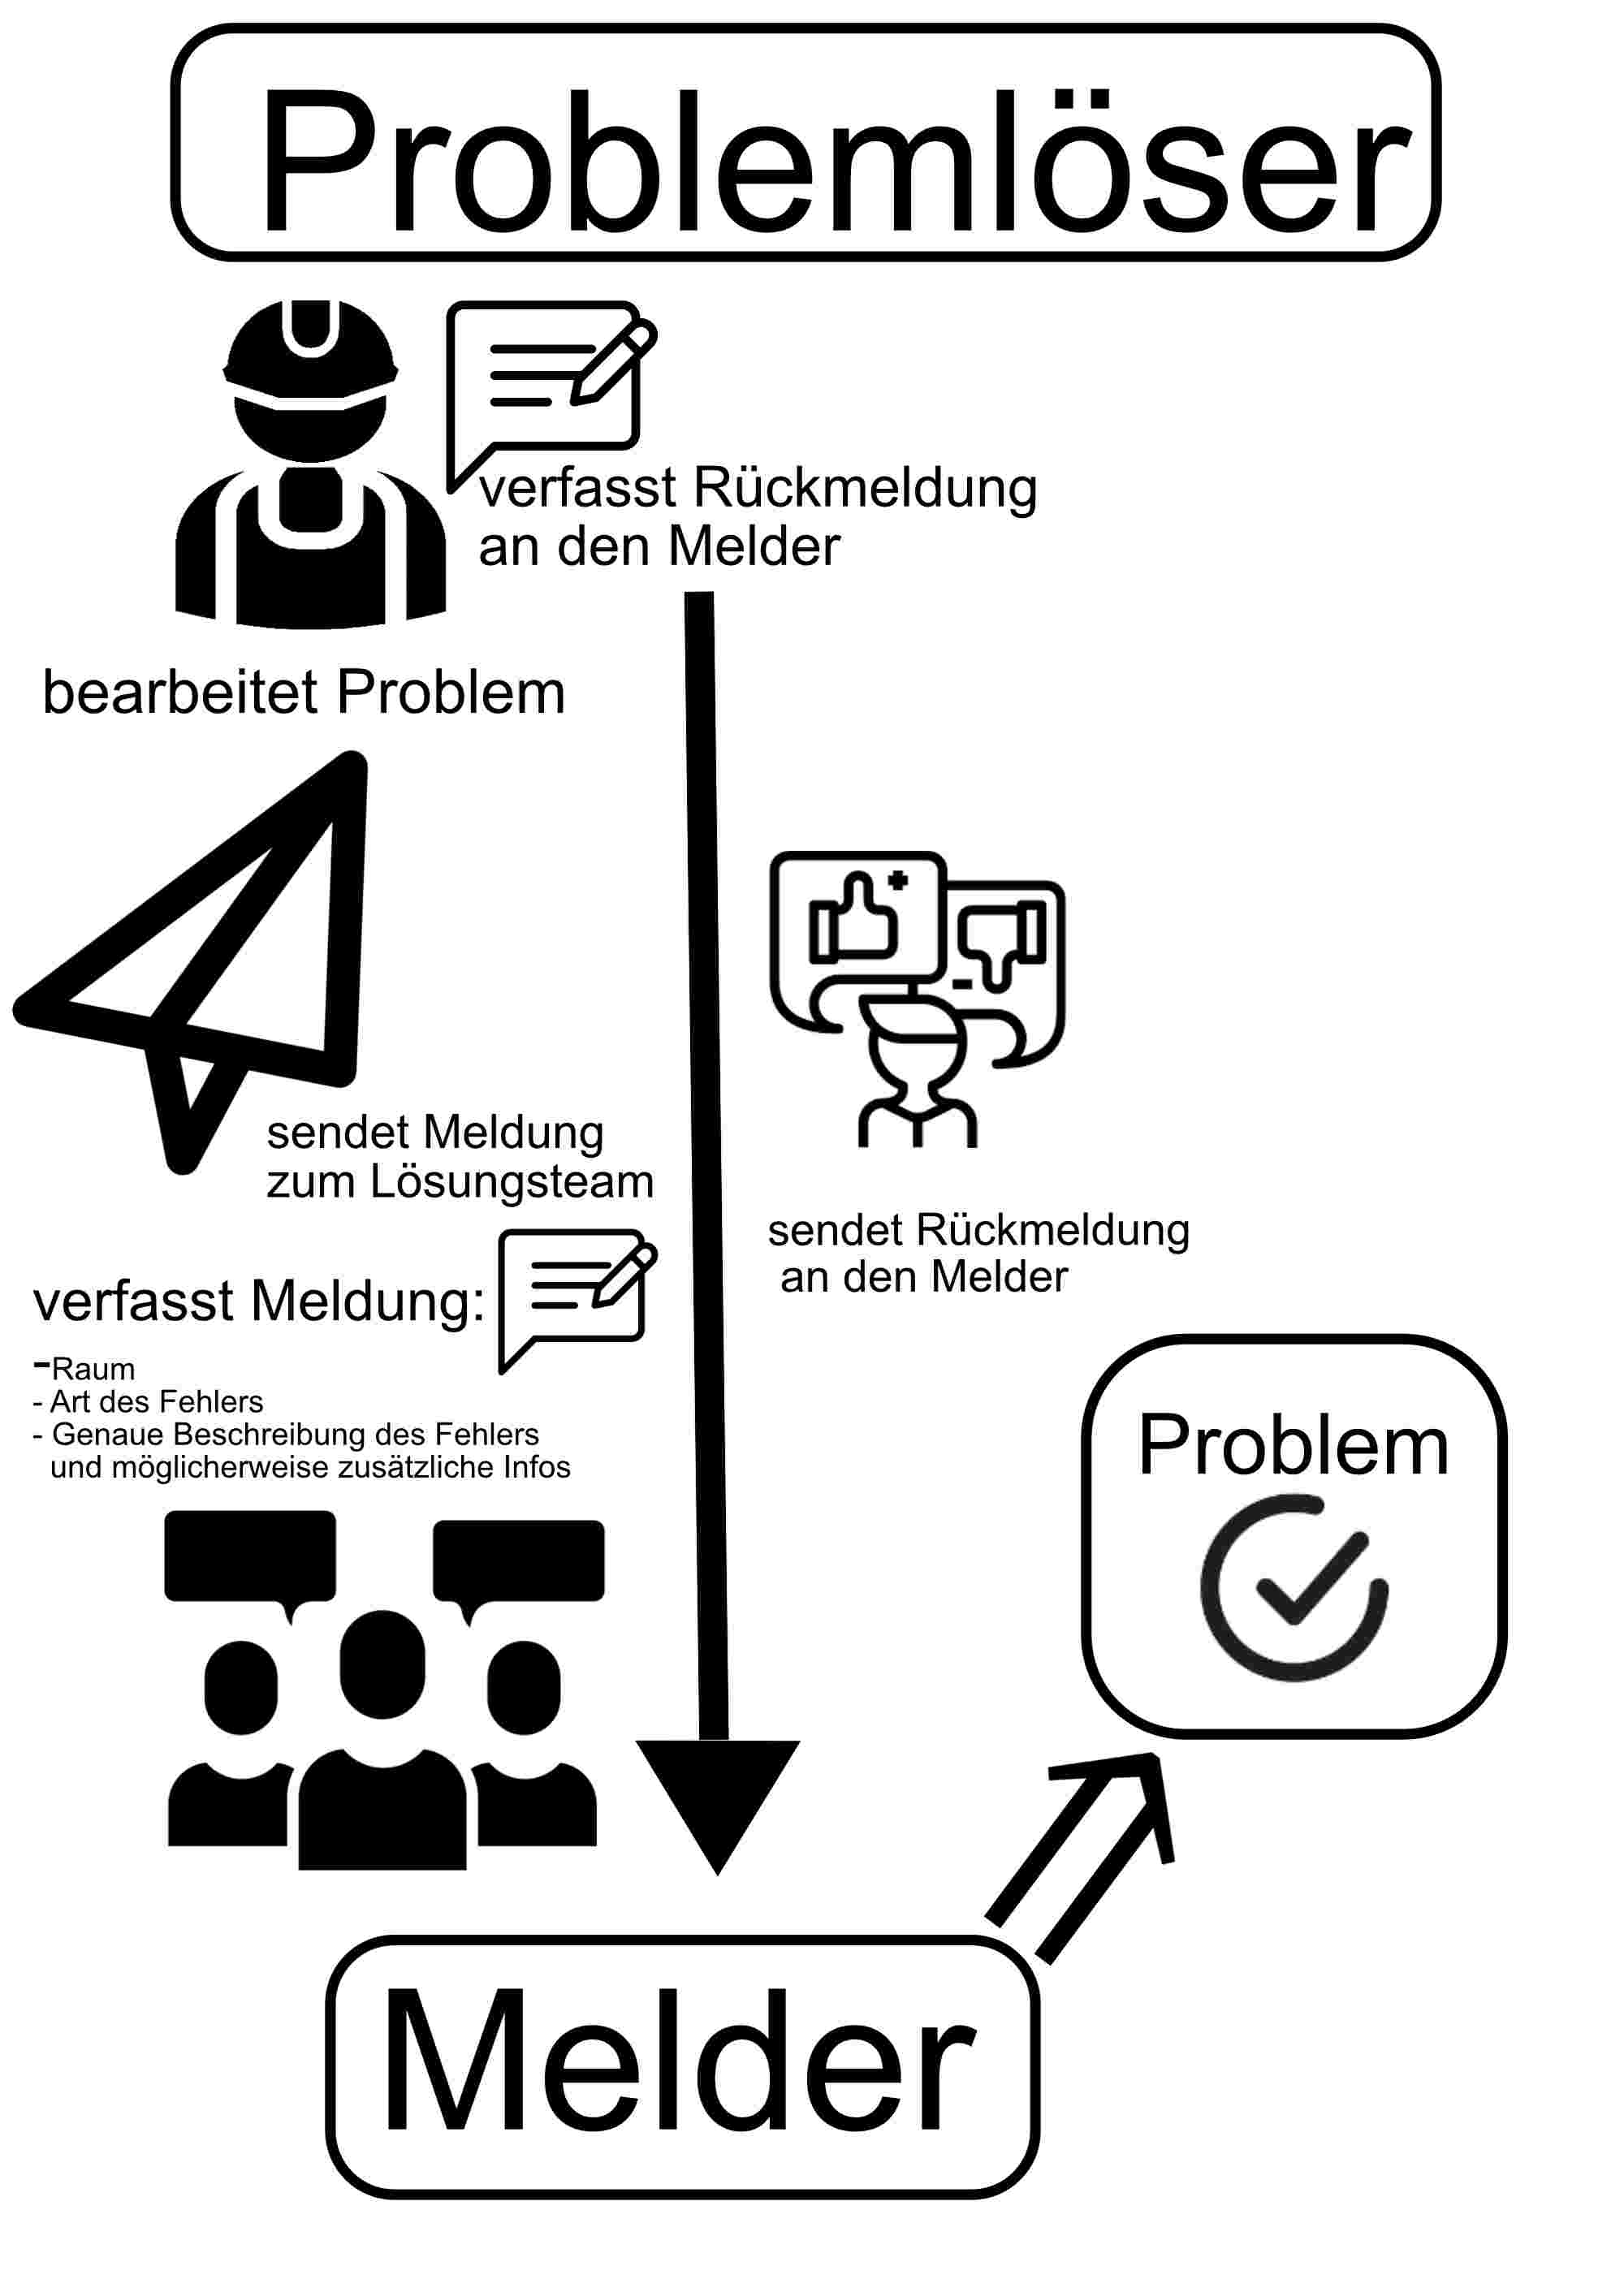 Problemlöser
verfasst Rückmeldung
an den Melder
bearbeitet Problem
sendet Meldung
zum Lösungsteam
sendet Rückmeldung
an den Melder
verfasst Meldung:
-Raum
- Art des Fehlers
- Genaue Beschreibung des Fehlers
und möglicherweise zusätzliche Infos
Problem
Melder